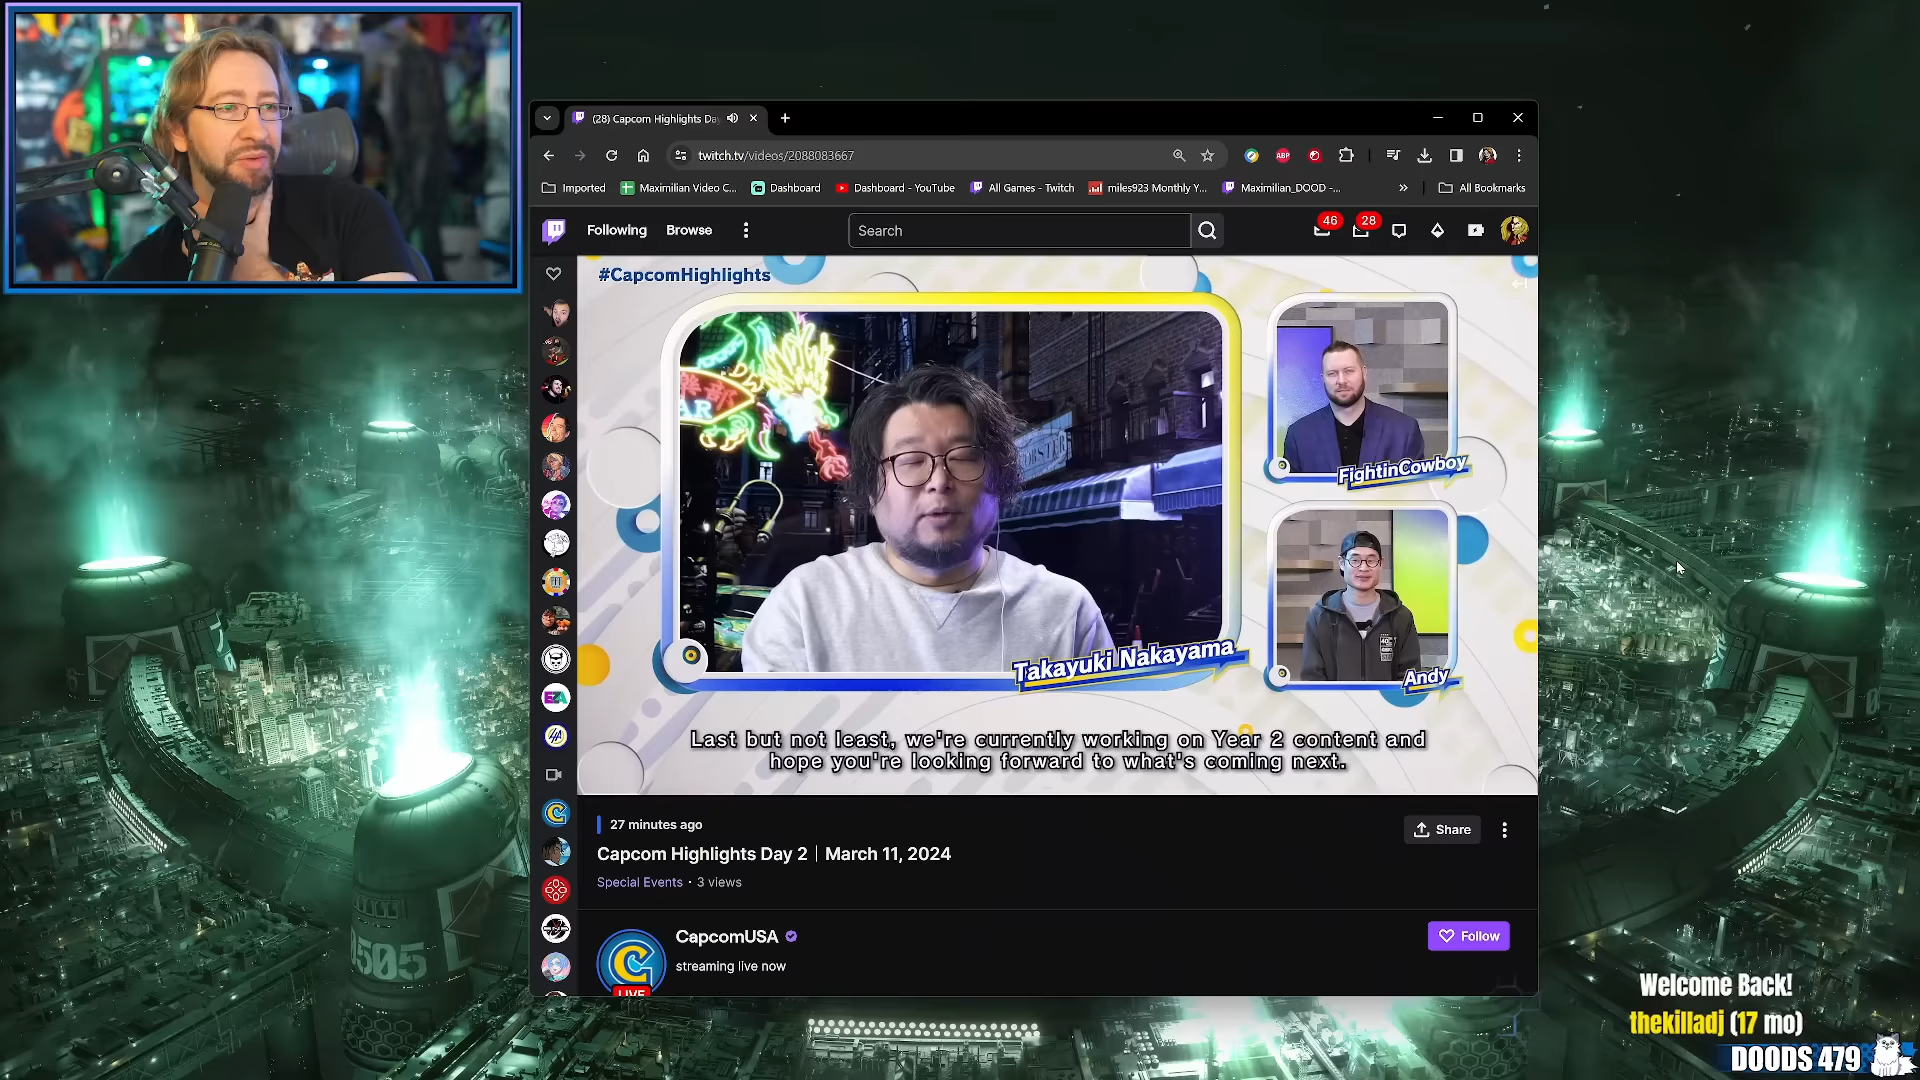 (28) Capcom Highlights Da
twitch.tv/videos/2088083667
ABP
Imported
Maximilian Video C...
Dashboard
Dashboard - YouTube
All Games - Twitch
miles923 Monthly Y...
Maximilian_DOOD -...
All Bookmarks
Following
Browse
Search
46
28
#CapcomHighlights
FightinCowboy
Takayuki Nakayama
Andy
Last but not least, we're currently working on Year 2 content and
hope you're looking forward to what's coming next.
27 minutes ago
Share
Capcom Highlights Day 2 | March 11, 2024
Special Events · 3 views
CapcomUSA
Follow
streaming live now
LIVE
Welcome Back!
thekilladj (17 mo)
DOODS 479